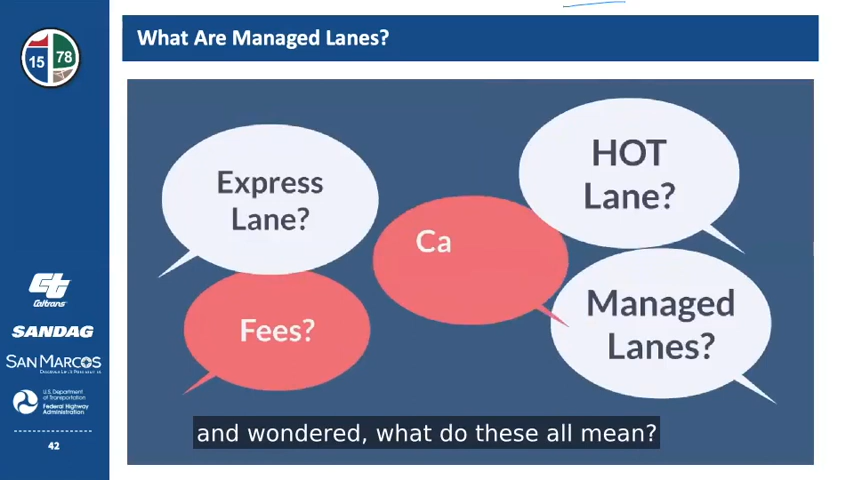 What Are Managed Lanes?
15
78
Express
Lane?
HOT
Lane?
Ca
Fees?
Managed
Lanes?
ct
Caltrans
SANDAG
SAN MARCOS
U.S. Department
of Transportation
Federal Highway
Administration
42
and wondered, what do these all mean?